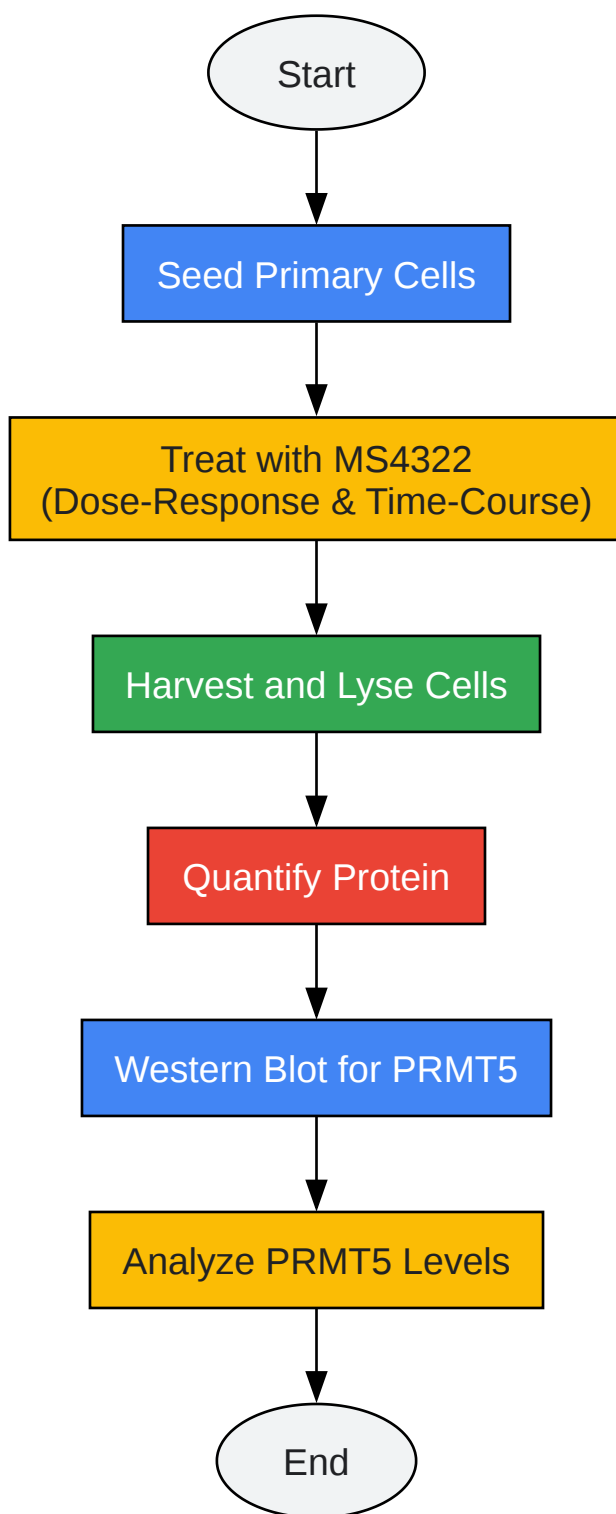 Start
Seed Primary Cells
Treat with MS4322
(Dose-Response & Time-Course)
Harvest and Lyse Cells
Quantify Protein
Western Blot for PRMT5
Analyze PRMT5 Levels
End